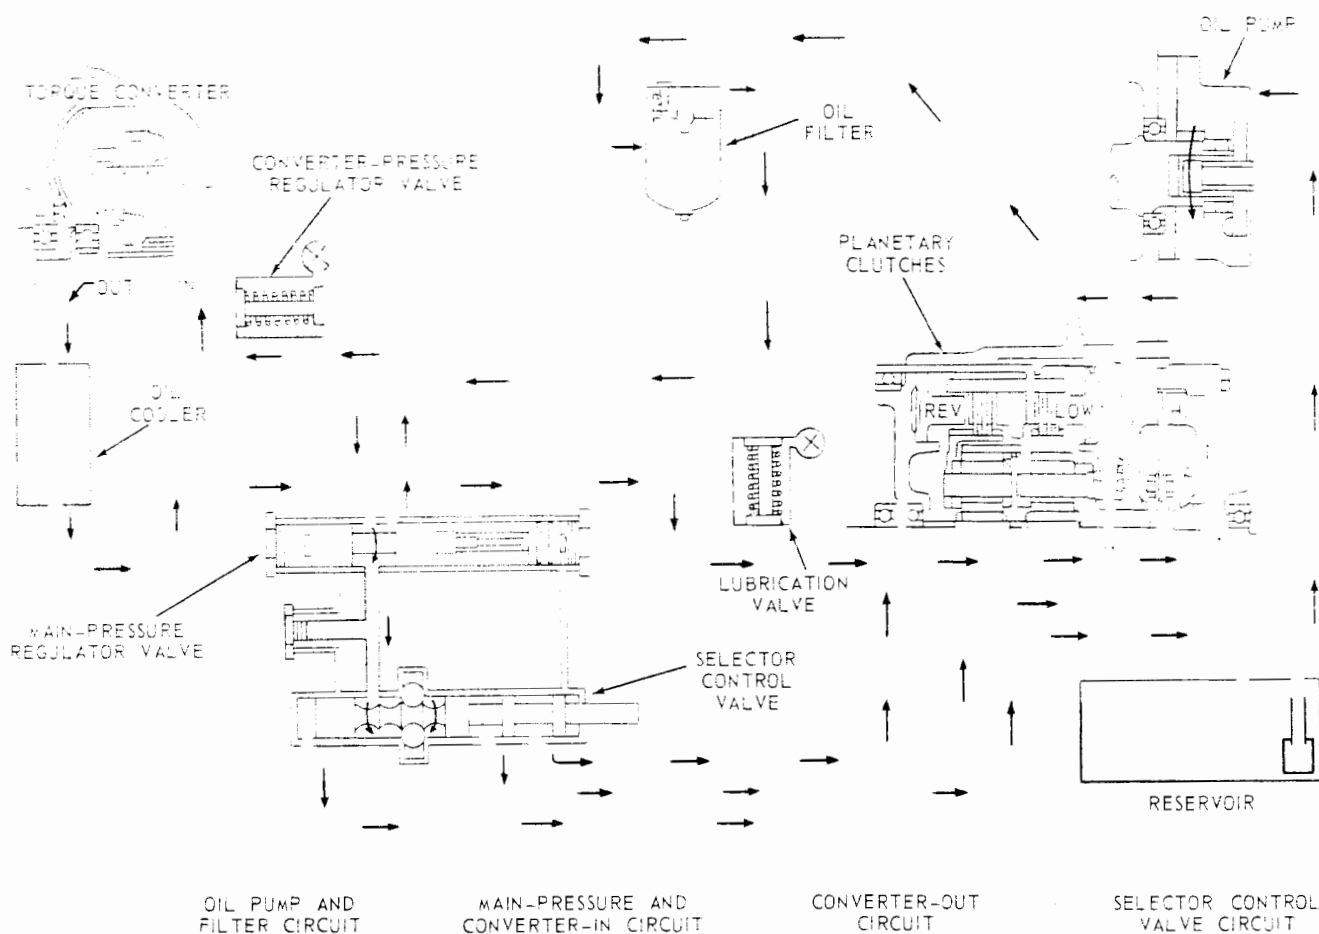 OIL PUMP
TORQUE CONVERTER
OIL
FILTER
CONVERTER-PRESSURE
REGULATOR VALVE
PLANETARY
CLUTCHES
OUT
OIL
COOLER
REV
LOW
LUBRICATION
VALVE
MAIN-PRESSURE
REGULATOR VALVE
SELECTOR
CONTROL
VALVE
RESERVOIR
OIL PUMP AND
FILTER CIRCUIT
MAIN-PRESSURE AND
CONVERTER-IN CIRCUIT
CONVERTER-OUT
CIRCUIT
SELECTOR CONTROL
VALVE CIRCUIT